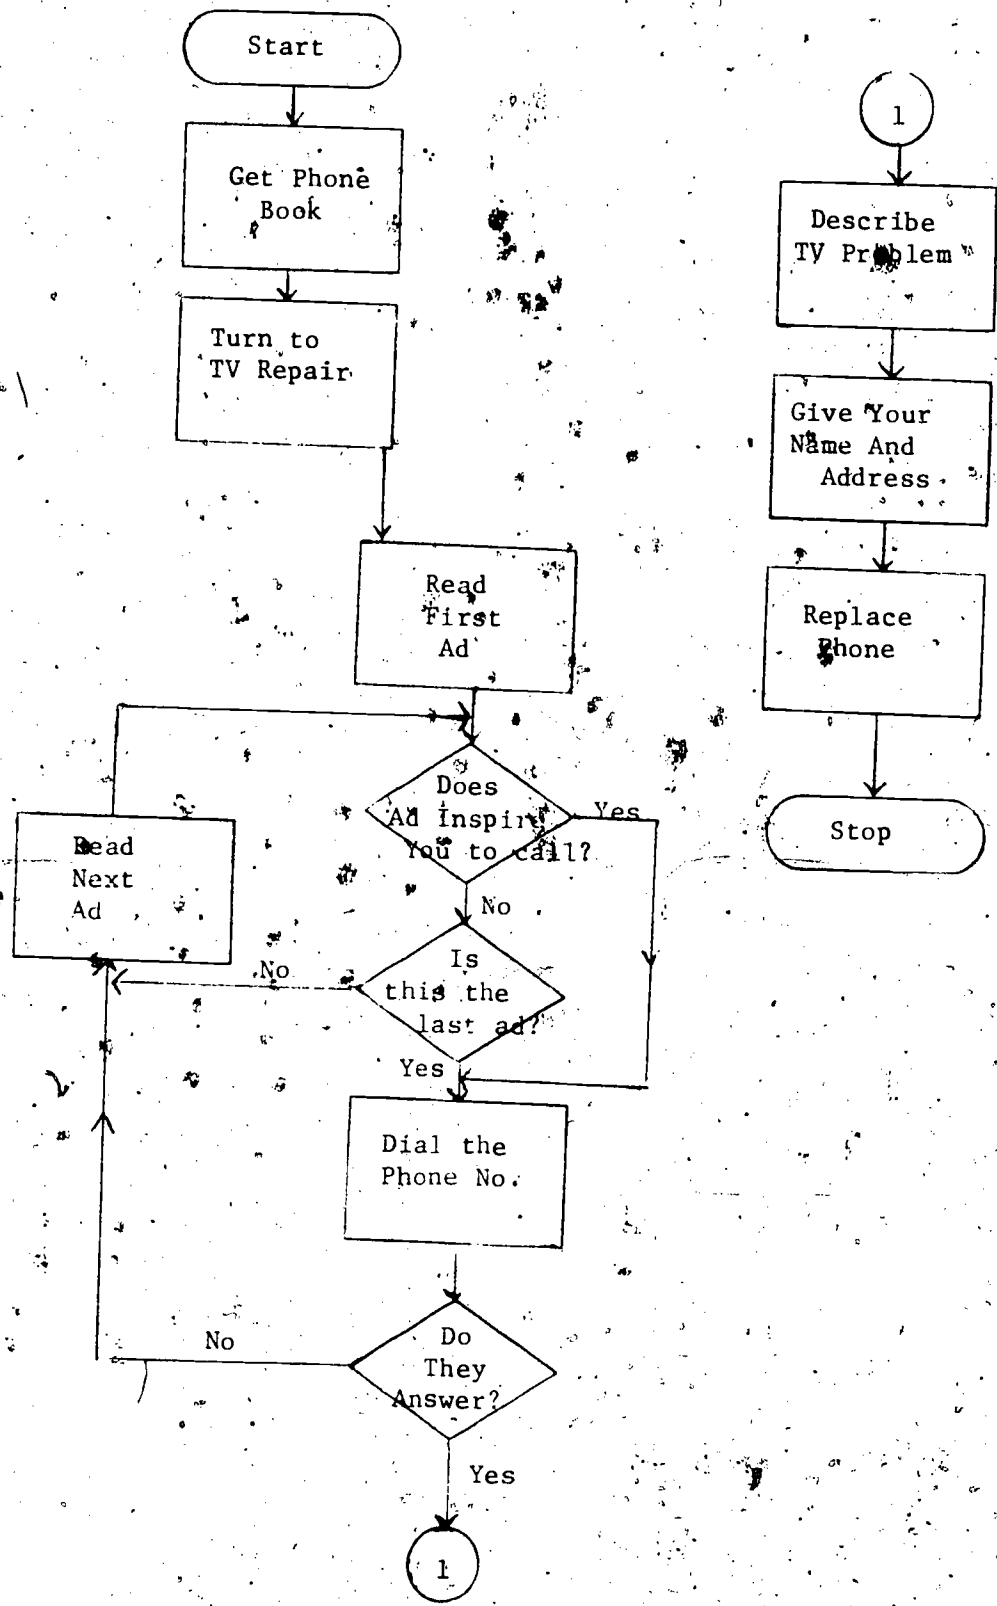 Start
Get Phone
Book
Turn to
TV Repair
Read
First
Ad
Does
Ad Inspire
You to call?
Yes
No
Is
this the
last ad?
No
Yes
Read
Next
Ad
Dial the
Phone No.
Do
They
Answer?
No
Yes
1
1
Describe
TV Problem
Give Your
Name And
Address
Replace
Phone
Stop